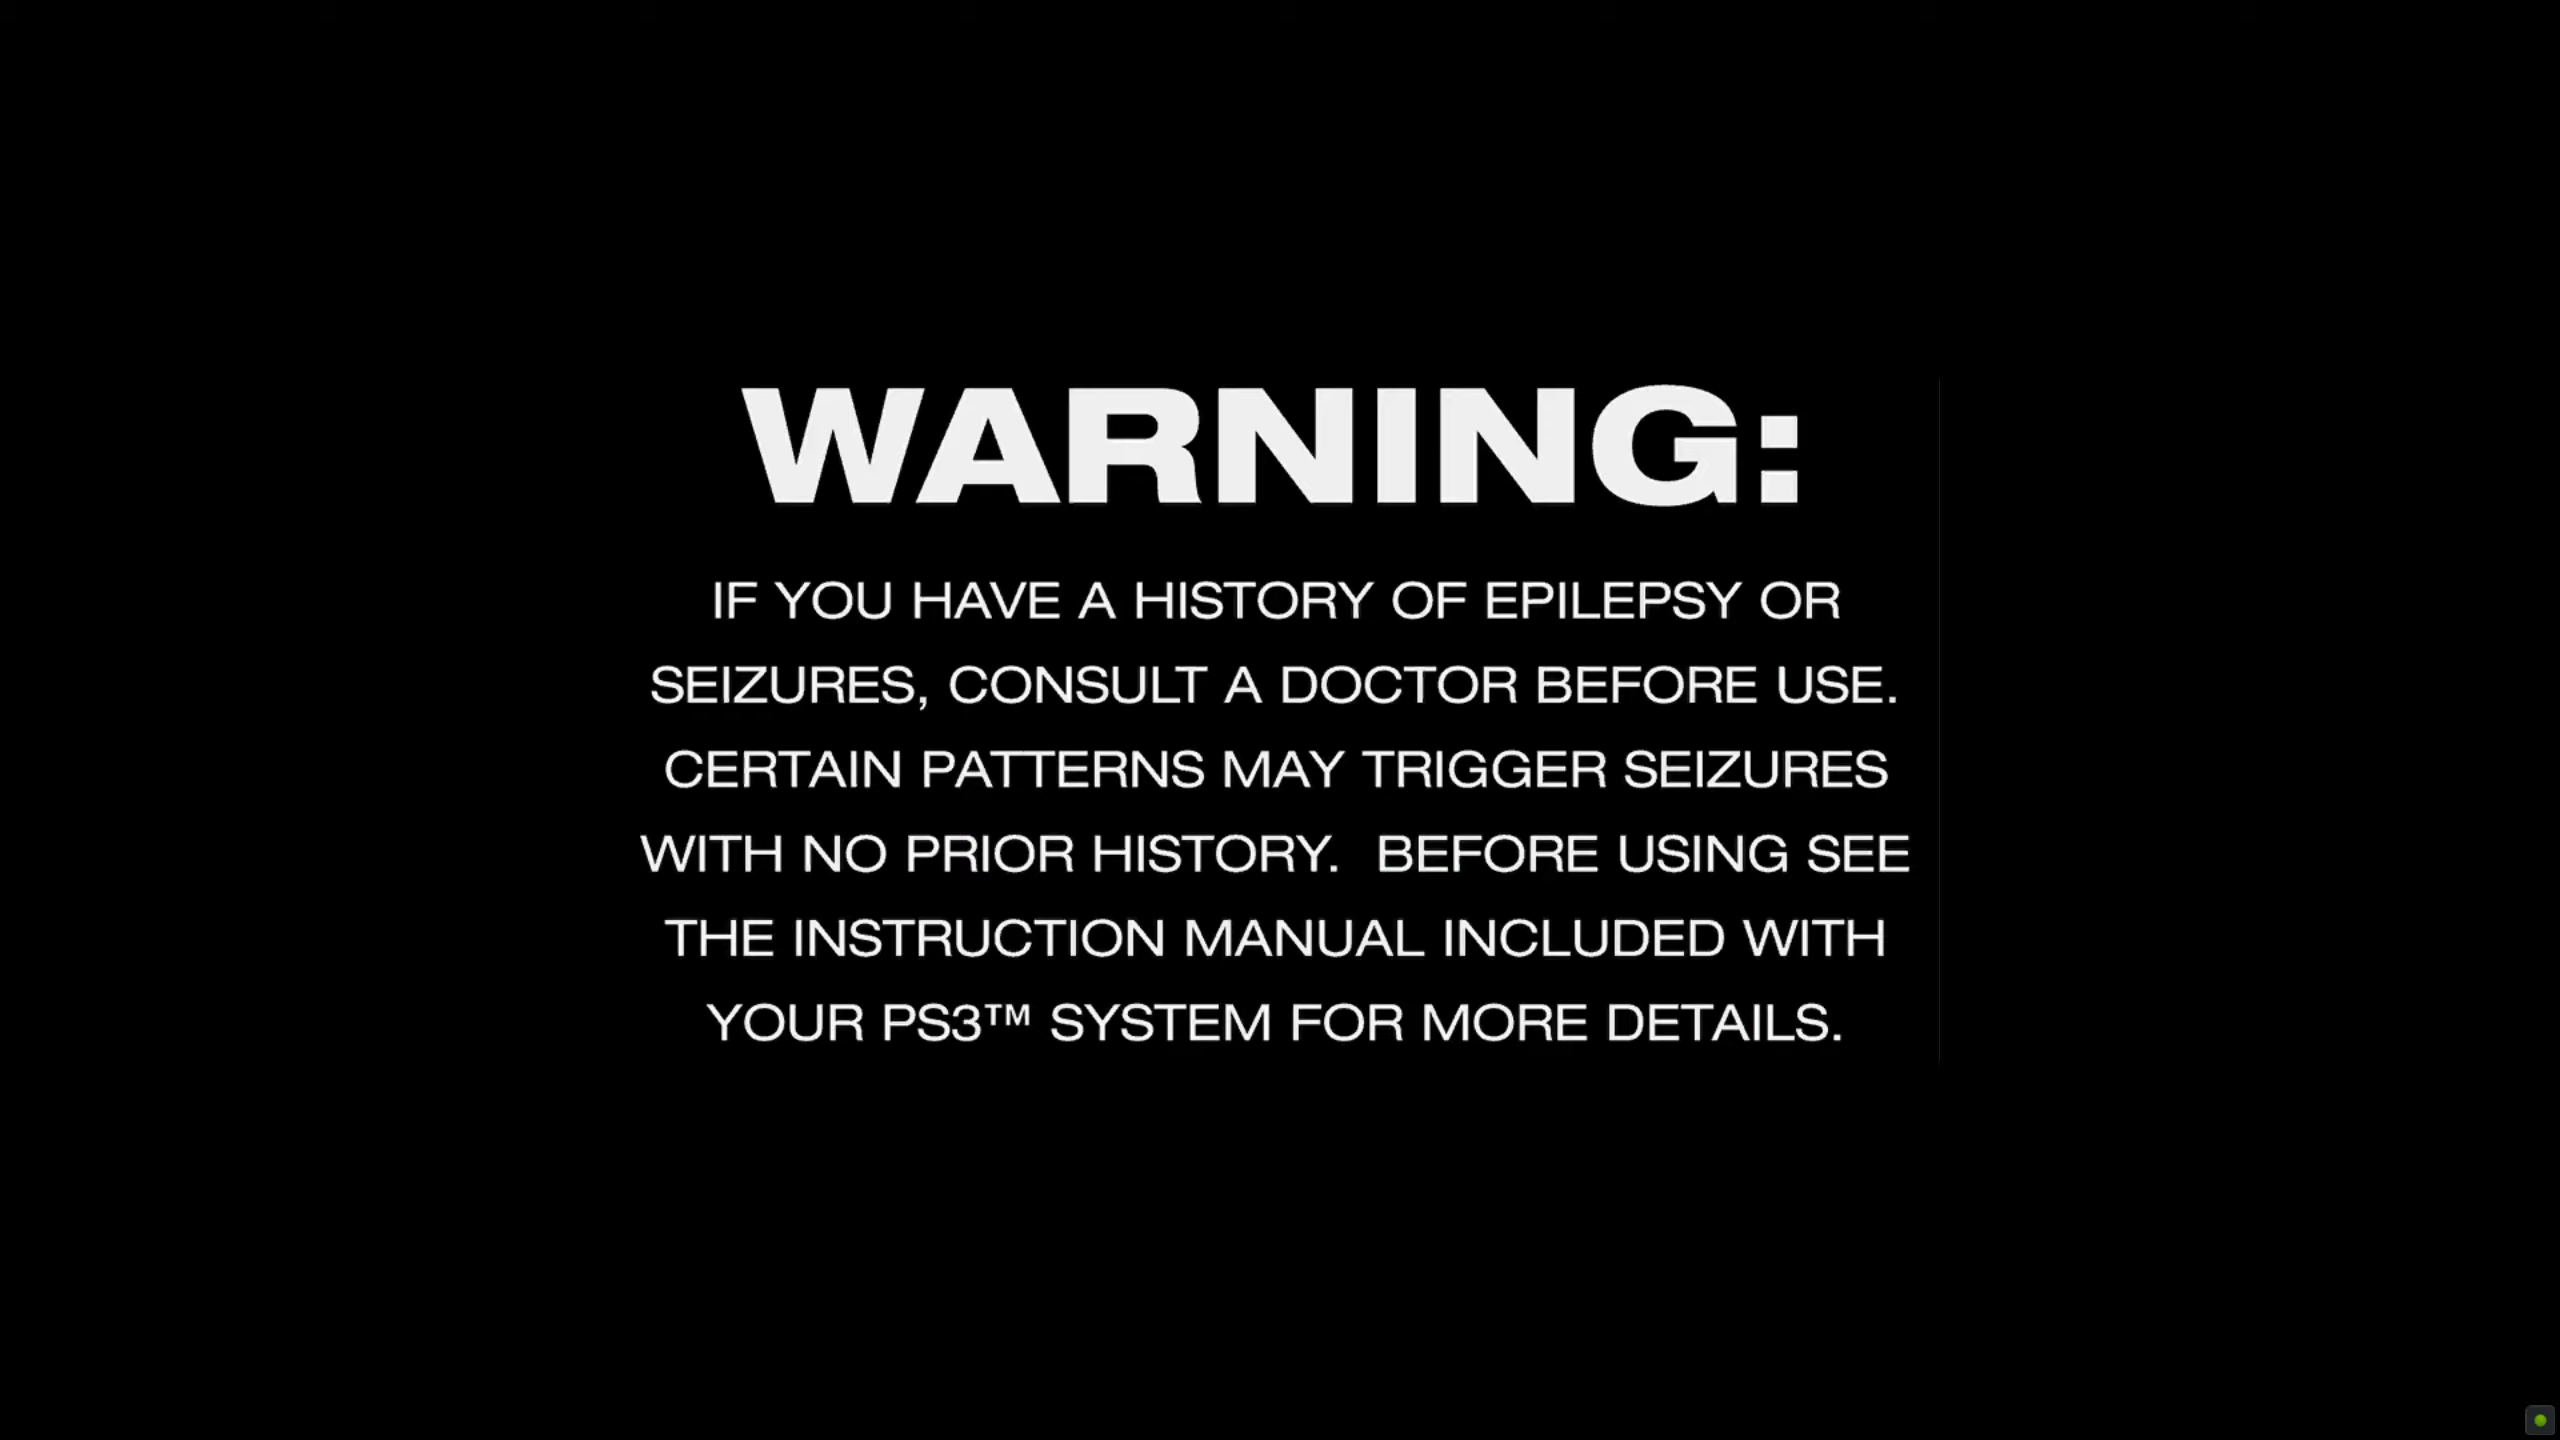 WARNING:
IF YOU HAVE A HISTORY OF EPILEPSY OR
SEIZURES, CONSULT A DOCTOR BEFORE USE.
CERTAIN PATTERNS MAY TRIGGER SEIZURES
WITH NO PRIOR HISTORY.  BEFORE USING SEE
THE INSTRUCTION MANUAL INCLUDED WITH
YOUR PS3™ SYSTEM FOR MORE DETAILS.